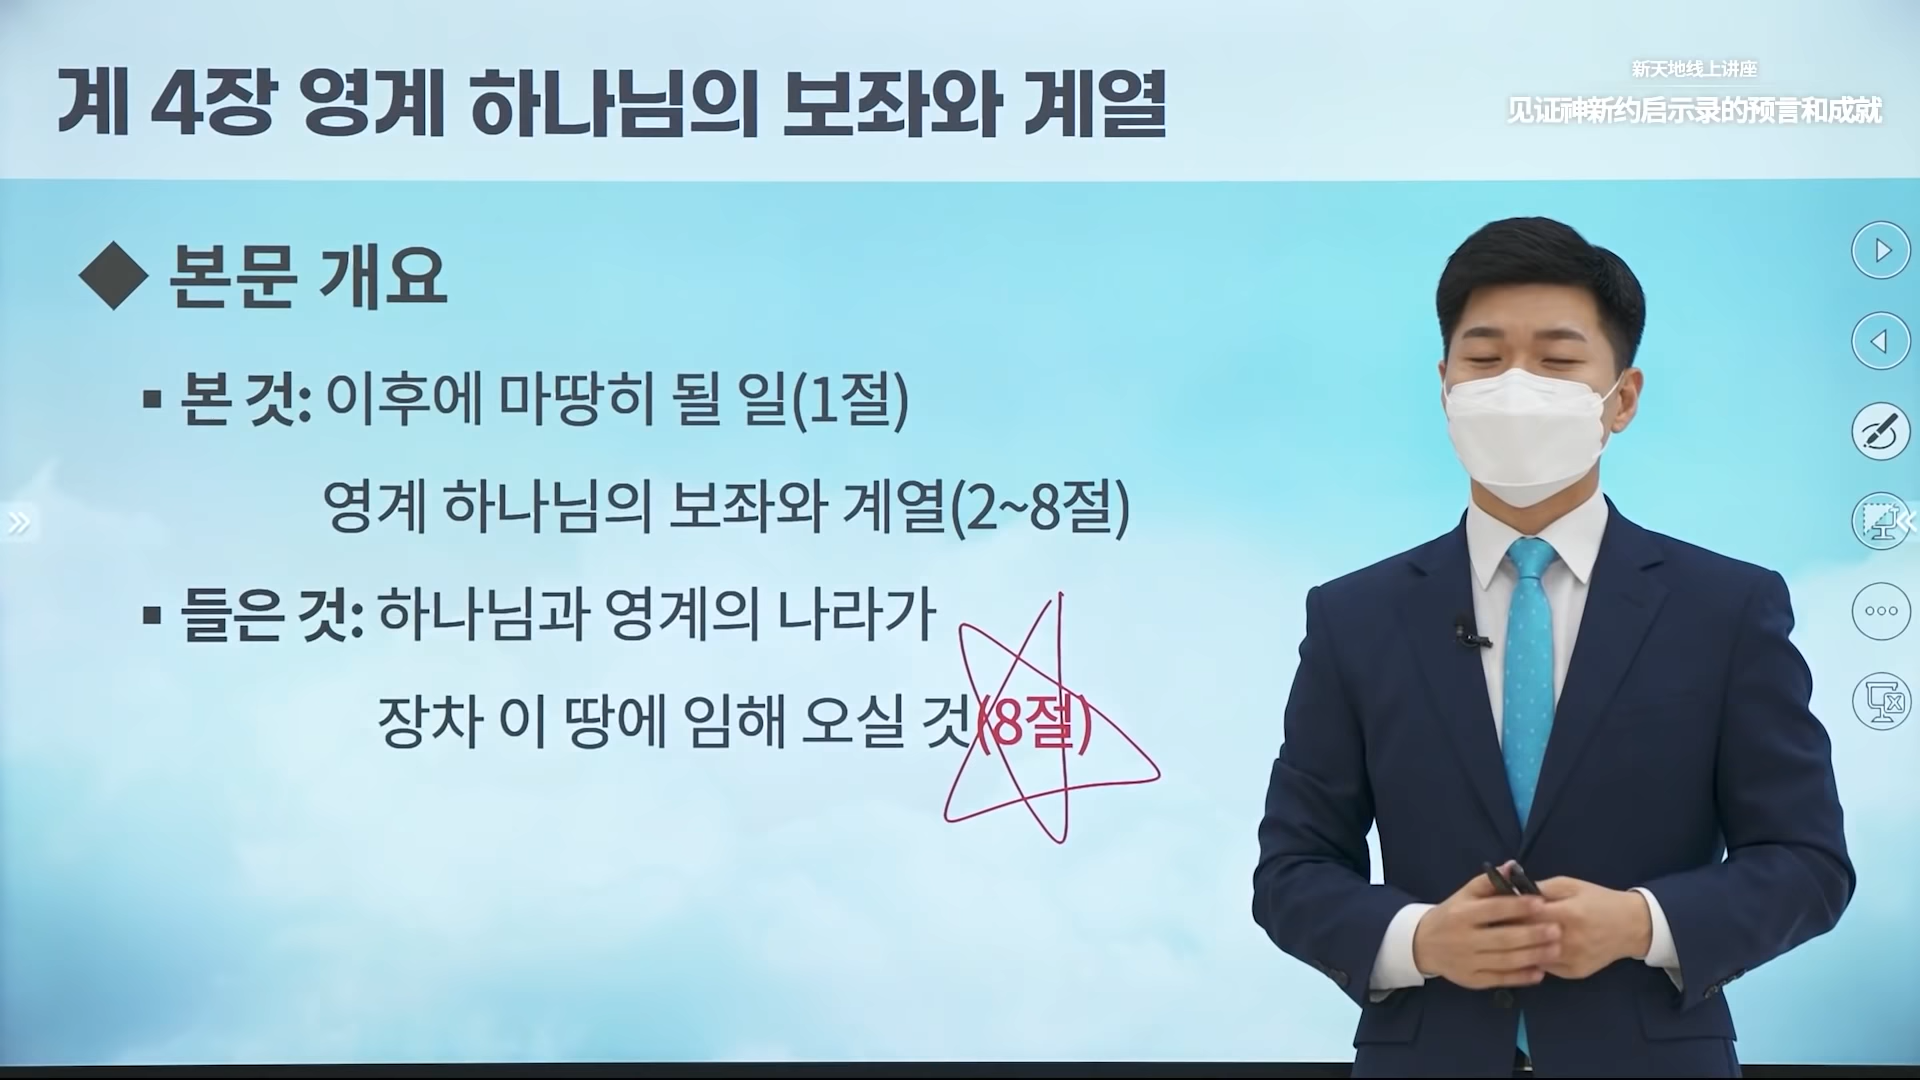 계 4장 영계 하나님의 보좌와 계열
新天地线上讲座
见证神新约启示录的预言和成就
◆ 본문 개요
▪ 본 것: 이후에 마땅히 될 일(1절)
영계 하나님의 보좌와 계열(2~8절)
▪ 들은 것: 하나님과 영계의 나라가
장차 이 땅에 임해 오실 것(8절)